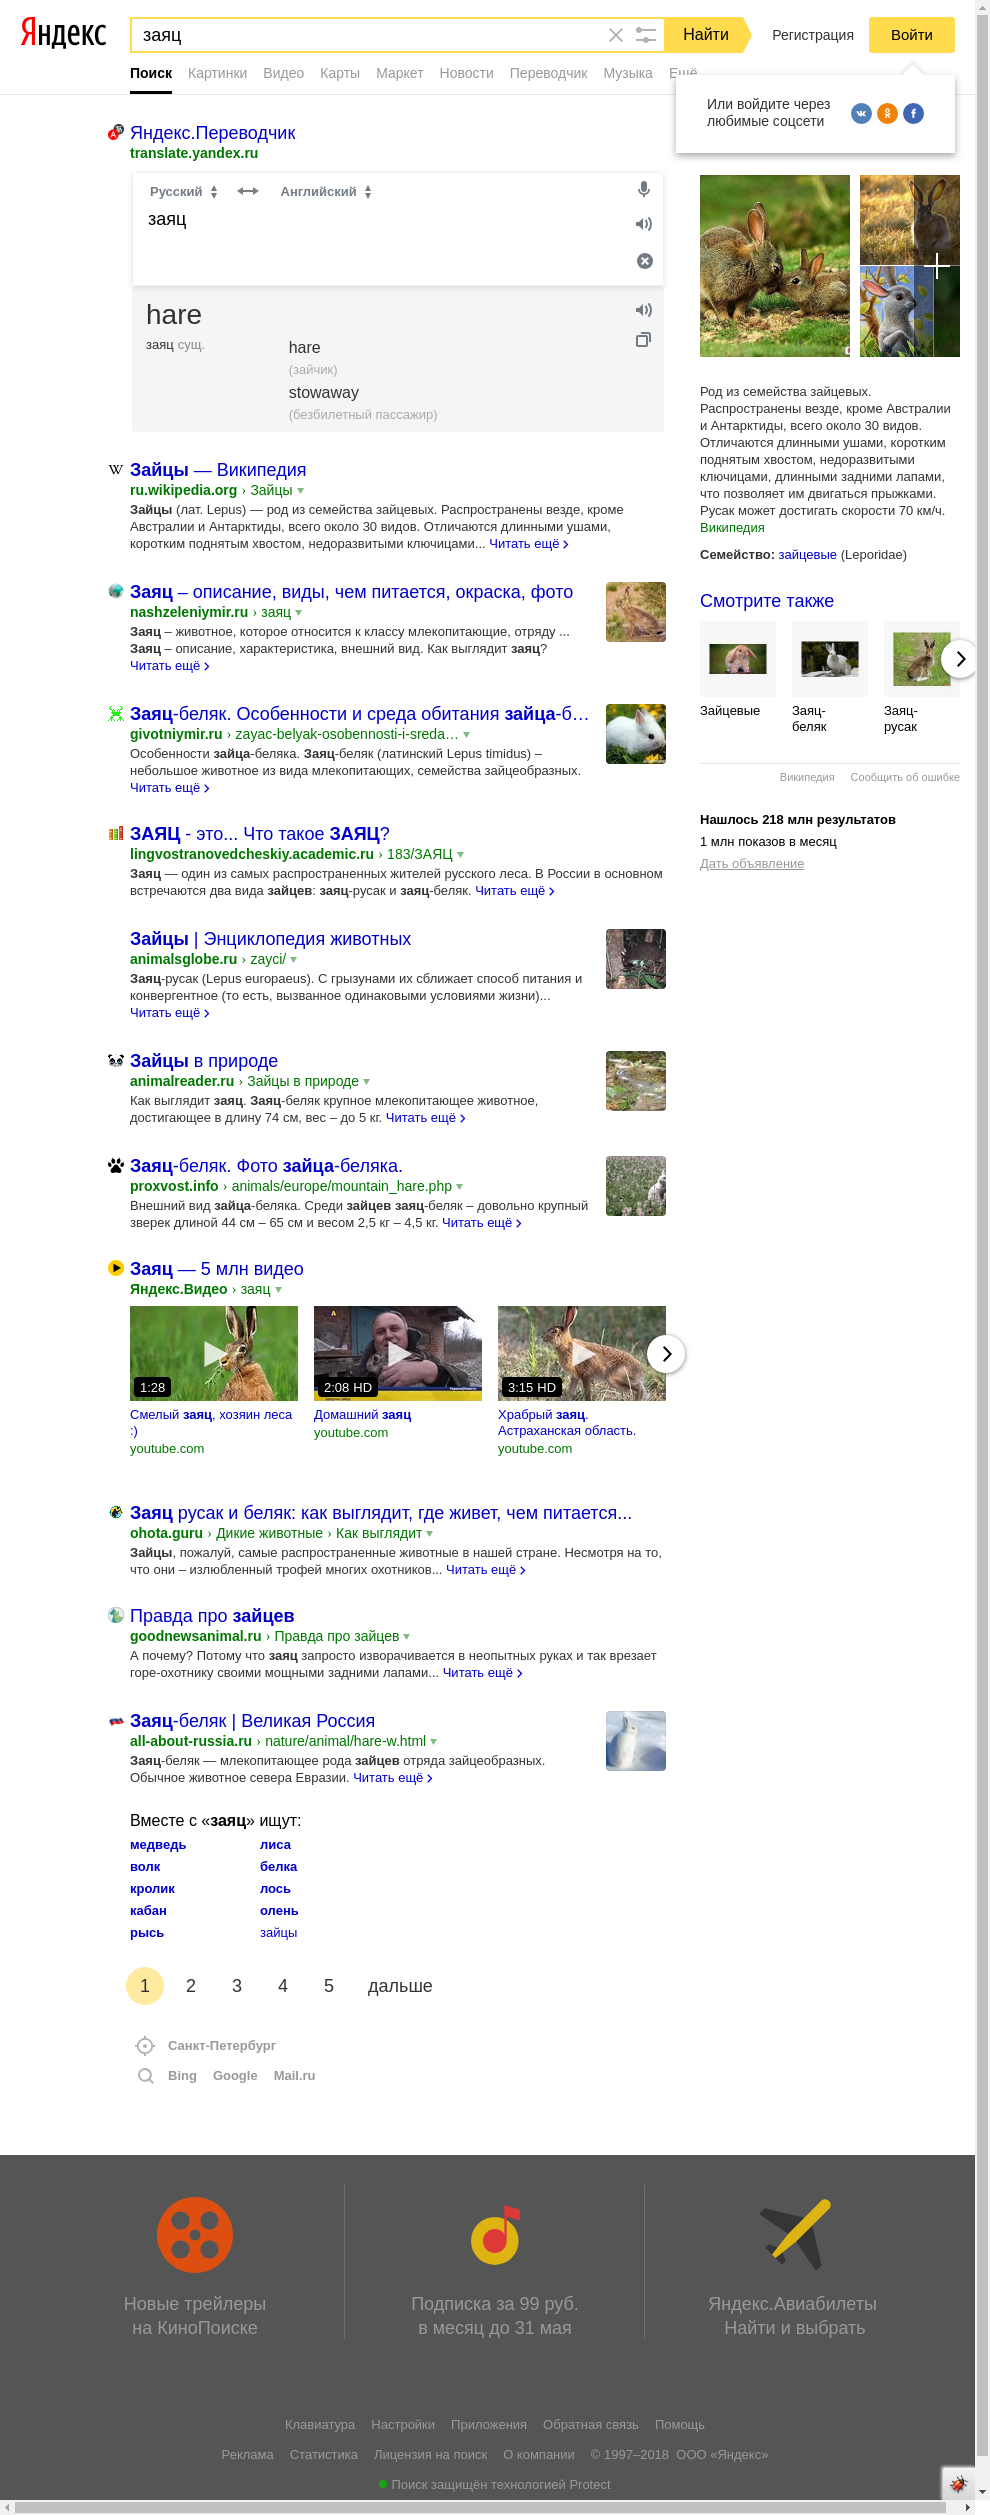 Яндекс
заяц
Найти
Регистрация
Войти
Поиск Картинки Видео Карты Маркет Новости Переводчик Музыка Ещё
Или войдите через
любимые соцсети
Яндекс.Переводчик
translate.yandex.ru
Русский Английский
заяц
hare
заяц сущ.
hare
(зайчик)
stowaway
(безбилетный пассажир)
Зайцы — Википедия
ru.wikipedia.org › Зайцы
Зайцы (лат. Lepus) — род из семейства зайцевых. Распространены везде, кроме
Австралии и Антарктиды, всего около 30 видов. Отличаются длинными ушами,
коротким поднятым хвостом, недоразвитыми ключицами... Читать ещё
Заяц – описание, виды, чем питается, окраска, фото
nashzeleniymir.ru › заяц
Заяц – животное, которое относится к классу млекопитающие, отряду ...
Заяц – описание, характеристика, внешний вид. Как выглядит заяц?
Читать ещё
Заяц-беляк. Особенности и среда обитания зайца-б…
givotniymir.ru › zayac-belyak-osobennosti-i-sreda…
Особенности зайца-беляка. Заяц-беляк (латинский Lepus timidus) –
небольшое животное из вида млекопитающих, семейства зайцеобразных.
Читать ещё
ЗАЯЦ - это... Что такое ЗАЯЦ?
lingvostranovedcheskiy.academic.ru › 183/ЗАЯЦ
Заяц — один из самых распространенных жителей русского леса. В России в основном
встречаются два вида зайцев: заяц-русак и заяц-беляк. Читать ещё
Зайцы | Энциклопедия животных
animalsglobe.ru › zayci/
Заяц-русак (Lepus europaeus). С грызунами их сближает способ питания и
конвергентное (то есть, вызванное одинаковыми условиями жизни)...
Читать ещё
Зайцы в природе
animalreader.ru › Зайцы в природе
Как выглядит заяц. Заяц-беляк крупное млекопитающее животное,
достигающее в длину 74 см, вес – до 5 кг. Читать ещё
Заяц-беляк. Фото зайца-беляка.
proxvost.info › animals/europe/mountain_hare.php
Внешний вид зайца-беляка. Среди зайцев заяц-беляк – довольно крупный
зверек длиной 44 см – 65 см и весом 2,5 кг – 4,5 кг. Читать ещё
Заяц — 5 млн видео
Яндекс.Видео › заяц
1:28
2:08 HD
3:15 HD
Смелый заяц, хозяин леса
:)
youtube.com
Домашний заяц
youtube.com
Храбрый заяц.
Астраханская область.
youtube.com
Заяц русак и беляк: как выглядит, где живет, чем питается...
ohota.guru › Дикие животные › Как выглядит
Зайцы, пожалуй, самые распространенные животные в нашей стране. Несмотря на то,
что они – излюбленный трофей многих охотников... Читать ещё
Правда про зайцев
goodnewsanimal.ru › Правда про зайцев
А почему? Потому что заяц запросто изворачивается в неопытных руках и так врезает
горе-охотнику своими мощными задними лапами... Читать ещё
Заяц-беляк | Великая Россия
all-about-russia.ru › nature/animal/hare-w.html
Заяц-беляк — млекопитающее рода зайцев отряда зайцеобразных.
Обычное животное севера Евразии. Читать ещё
Вместе с «заяц» ищут:
медведь лиса
волк белка
кролик лось
кабан олень
рысь зайцы
1 2 3 4 5 дальше
Санкт-Петербург
Bing Google Mail.ru
Род из семейства зайцевых.
Распространены везде, кроме Австралии
и Антарктиды, всего около 30 видов.
Отличаются длинными ушами, коротким
поднятым хвостом, недоразвитыми
ключицами, длинными задними лапами,
что позволяет им двигаться прыжками.
Русак может достигать скорости 70 км/ч.
Википедия
Семейство: зайцевые (Leporidae)
Смотрите также
Зайцевые
Заяц-
беляк
Заяц-
русак
Википедия Сообщить об ошибке
Нашлось 218 млн результатов
1 млн показов в месяц
Дать объявление
Новые трейлеры
на КиноПоиске
Подписка за 99 руб.
в месяц до 31 мая
Яндекс.Авиабилеты
Найти и выбрать
Клавиатура Настройки Приложения Обратная связь Помощь
Реклама Статистика Лицензия на поиск О компании © 1997–2018 ООО «Яндекс»
Поиск защищён технологией Protect